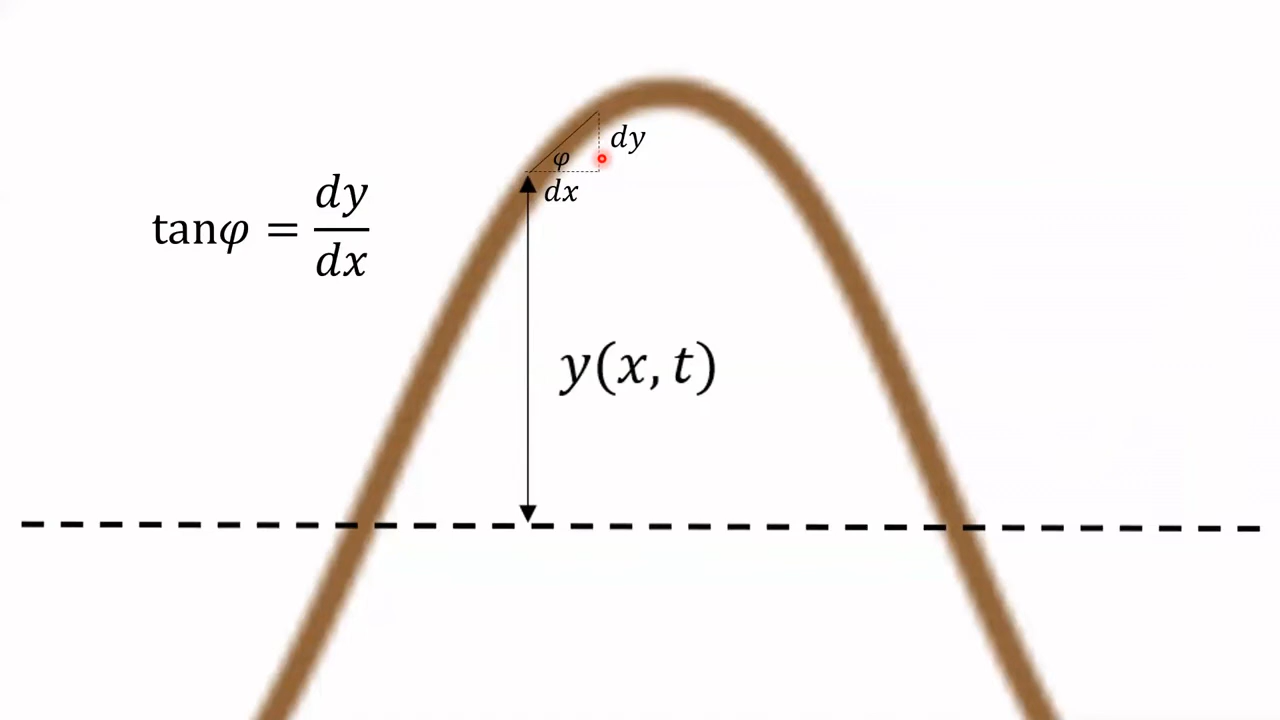 dy
φ
dx
tanφ = dy/dx
y(x, t)